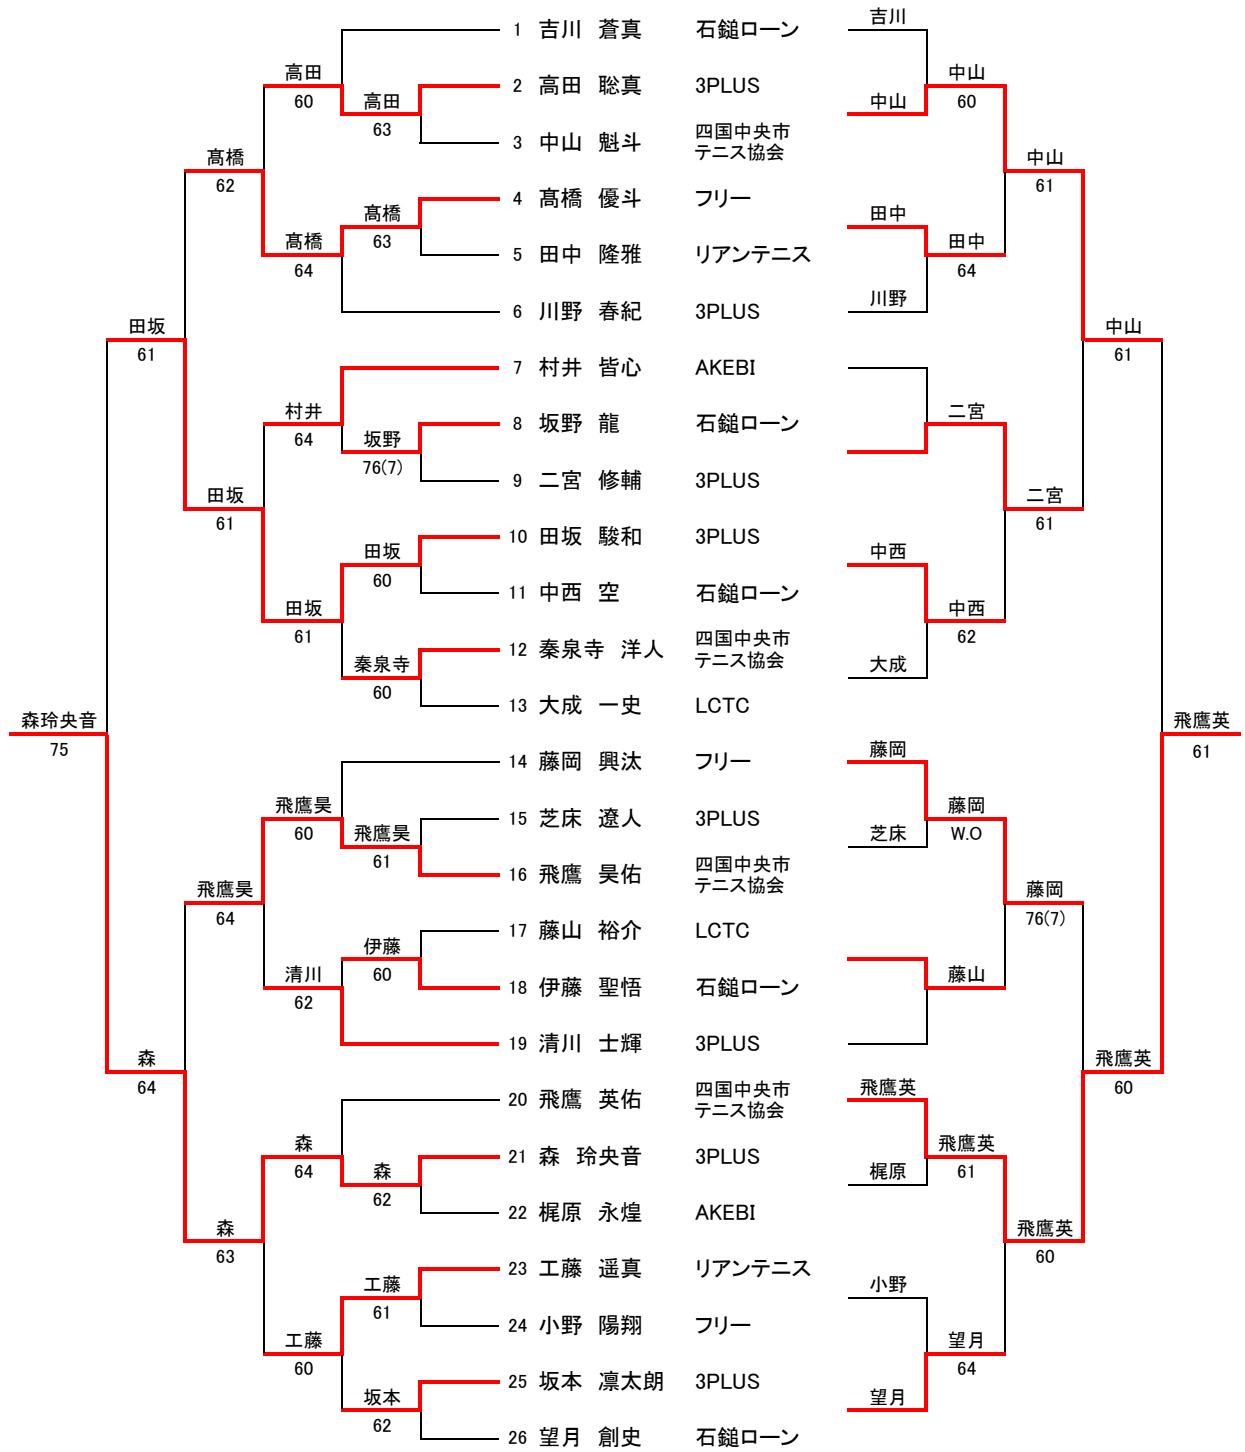 1 吉川 蒼真 石鎚ローン
2 高田 聡真 3PLUS
3 中山 魁斗 四国中央市
テニス協会
4 髙橋 優斗 フリー
5 田中 隆雅 リアンテニス
6 川野 春紀 3PLUS
7 村井 皆心 AKEBI
8 坂野 龍 石鎚ローン
9 二宮 修輔 3PLUS
10 田坂 駿和 3PLUS
11 中西 空 石鎚ローン
12 秦泉寺 洋人 四国中央市
テニス協会
13 大成 一史 LCTC
14 藤岡 興汰 フリー
15 芝床 遼人 3PLUS
16 飛鷹 昊佑 四国中央市
テニス協会
17 藤山 裕介 LCTC
18 伊藤 聖悟 石鎚ローン
19 清川 士輝 3PLUS
20 飛鷹 英佑 四国中央市
テニス協会
21 森 玲央音 3PLUS
22 梶原 永煌 AKEBI
23 工藤 遥真 リアンテニス
24 小野 陽翔 フリー
25 坂本 凛太朗 3PLUS
26 望月 創史 石鎚ローン
高田
63
髙橋
63
坂野
76(7)
田坂
60
秦泉寺
60
飛鷹昊
61
伊藤
60
森
62
工藤
61
坂本
62
高田
60
髙橋
64
村井
64
田坂
61
飛鷹昊
60
清川
62
森
64
工藤
60
髙橋
62
田坂
61
飛鷹昊
64
森
63
田坂
61
森
64
森玲央音
75
吉川
中山
田中
川野
中西
大成
藤岡
芝床
飛鷹英
梶原
小野
望月
中山
60
田中
64
二宮
中西
62
藤岡
W.O
藤山
飛鷹英
61
望月
64
中山
61
二宮
61
藤岡
76(7)
飛鷹英
60
中山
61
飛鷹英
60
飛鷹英
61